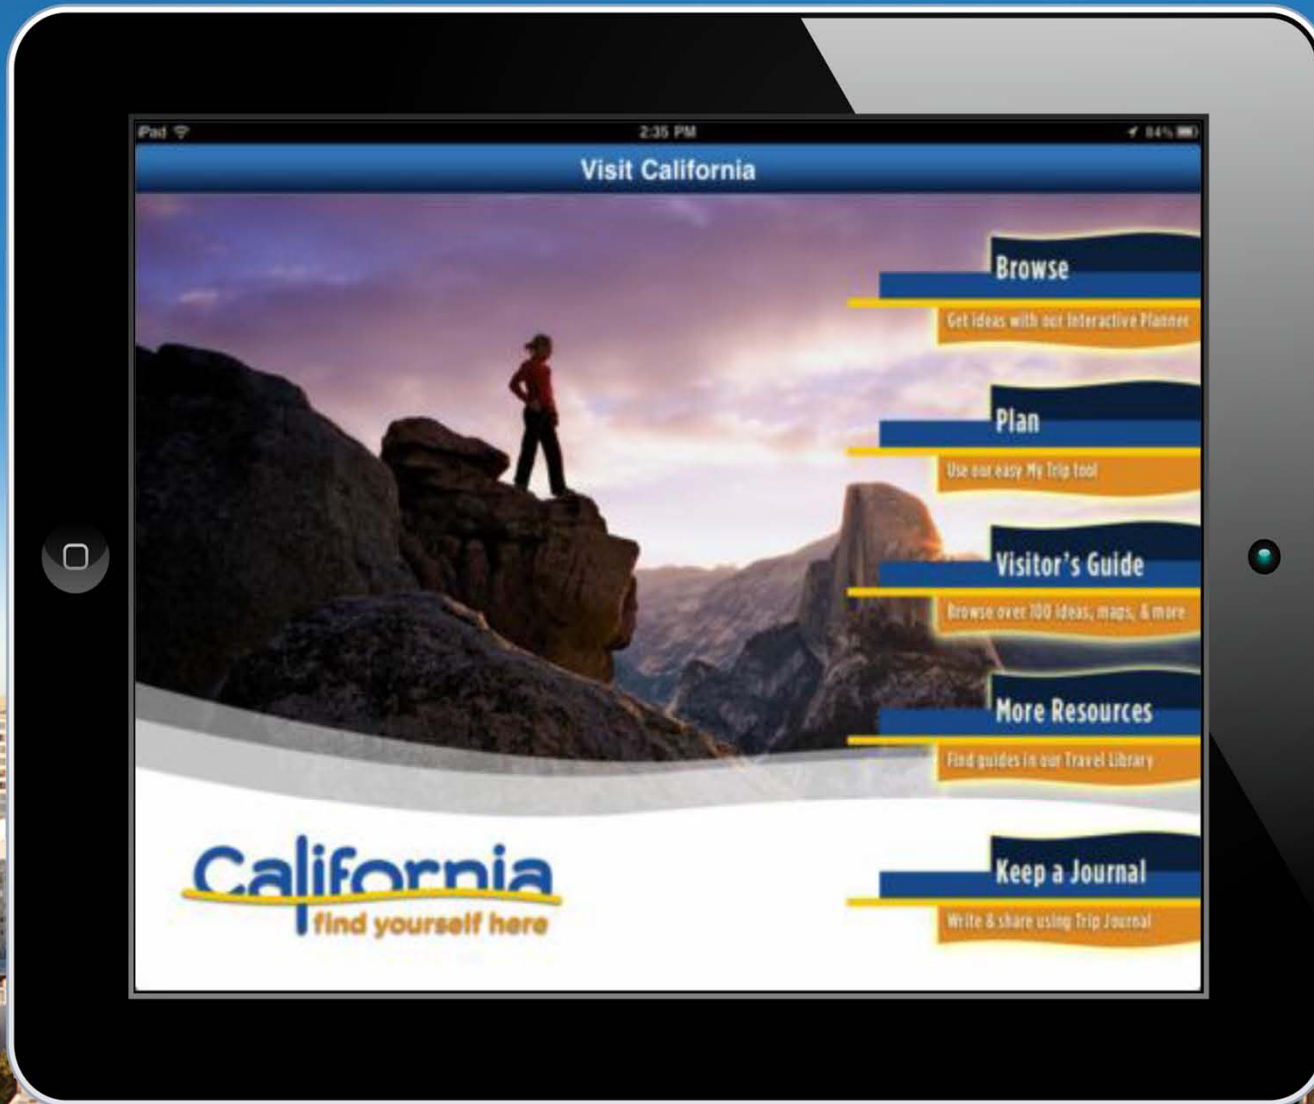 iPad
2:35 PM
84%
Visit California
Browse
Get ideas with our Interactive Planner
Plan
Use our easy My Trip tool
Visitor's Guide
Browse over 100 ideas, maps, & more
More Resources
Find guides in our Travel Library
Keep a Journal
Write & share using Trip Journal
California
find yourself here